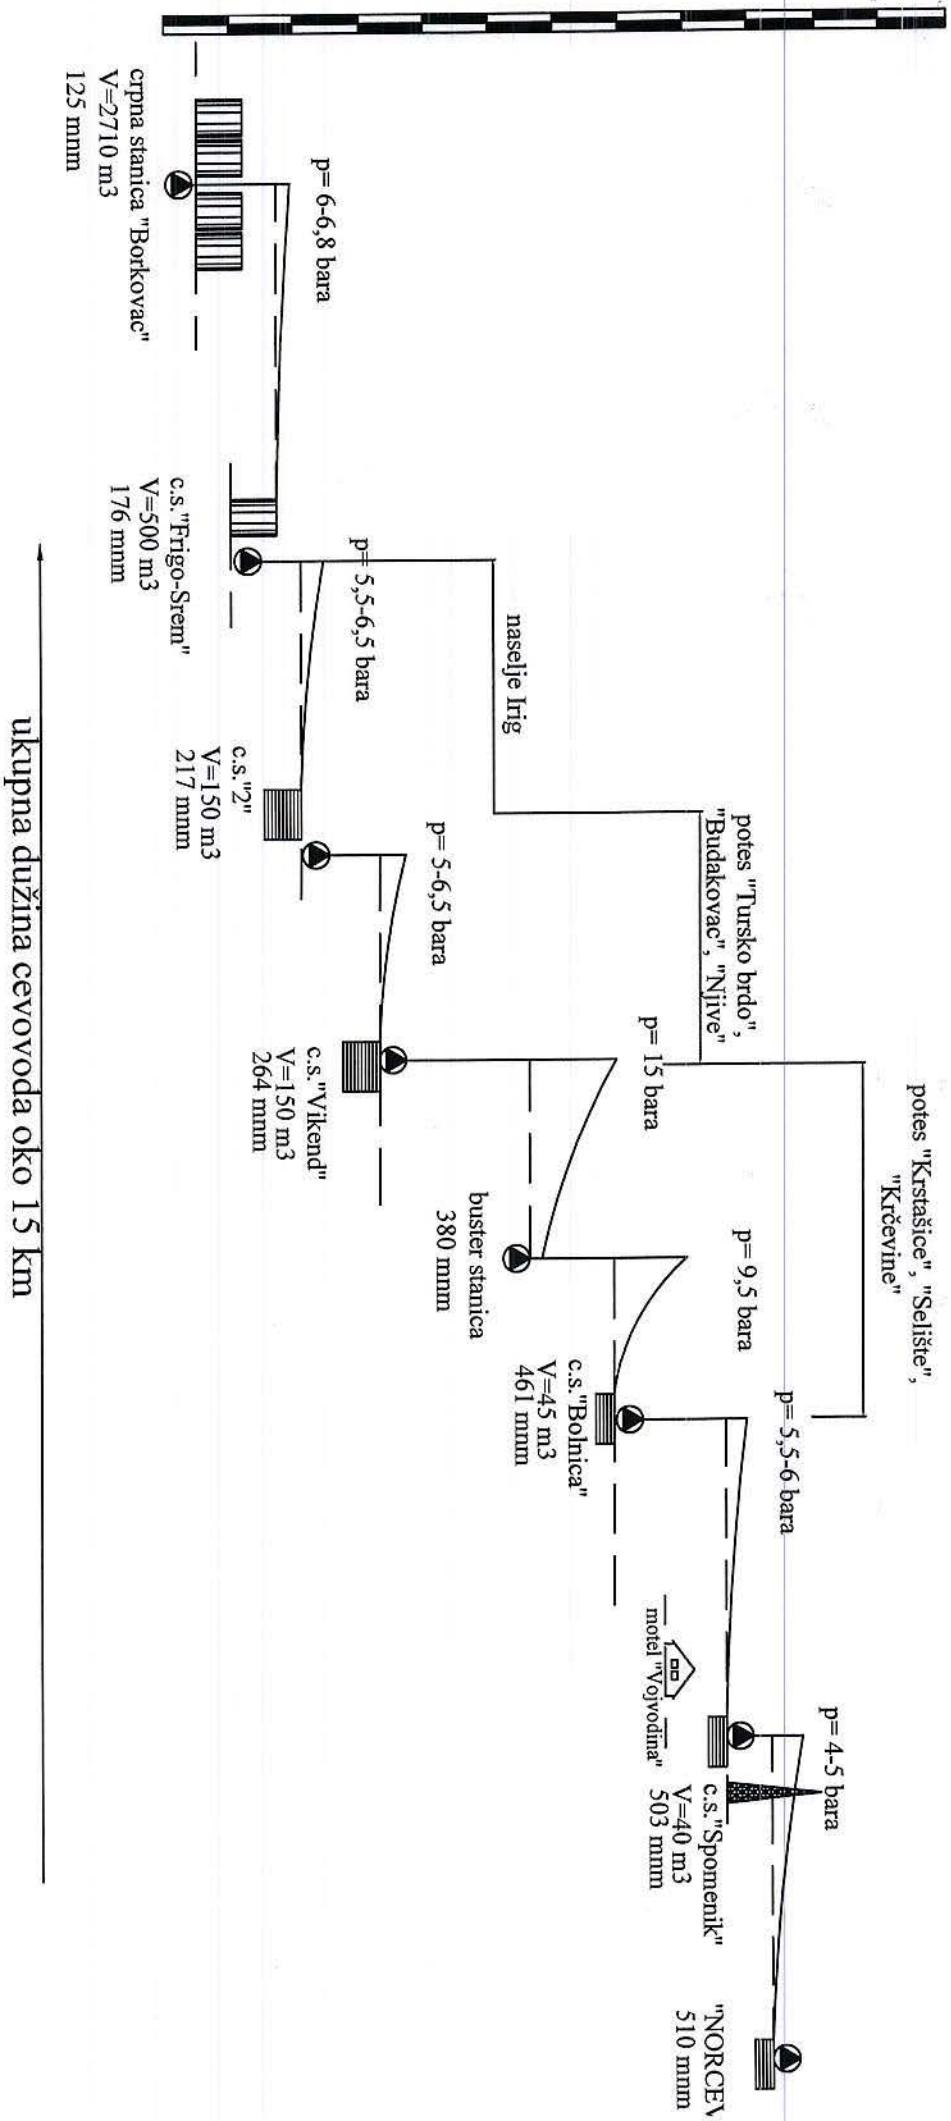 potes "Krstašice", "Selište",
"Krčevine"
potes "Tursko brdo",
"Budakovac", "Njive"
naselje Irig
p= 6-6,8 bara
p= 5,5-6,5 bara
p= 5-6,5 bara
p= 15 bara
p= 9,5 bara
p= 5,5-6 bara
p= 4-5 bara
crpna stanica "Borkovac"
V=2710 m3
125 mnm
c.s."Frigo-Srem"
V=500 m3
176 mnm
c.s."2"
V=150 m3
217 mnm
c.s."Vikend"
V=150 m3
264 mnm
buster stanica
380 mnm
c.s."Bolnica"
V=45 m3
461 mnm
motel "Vojvodina"
c.s."Spomenik"
V=40 m3
503 mnm
"NORCEV
510 mnm
ukupna dužina cevovoda oko 15 km